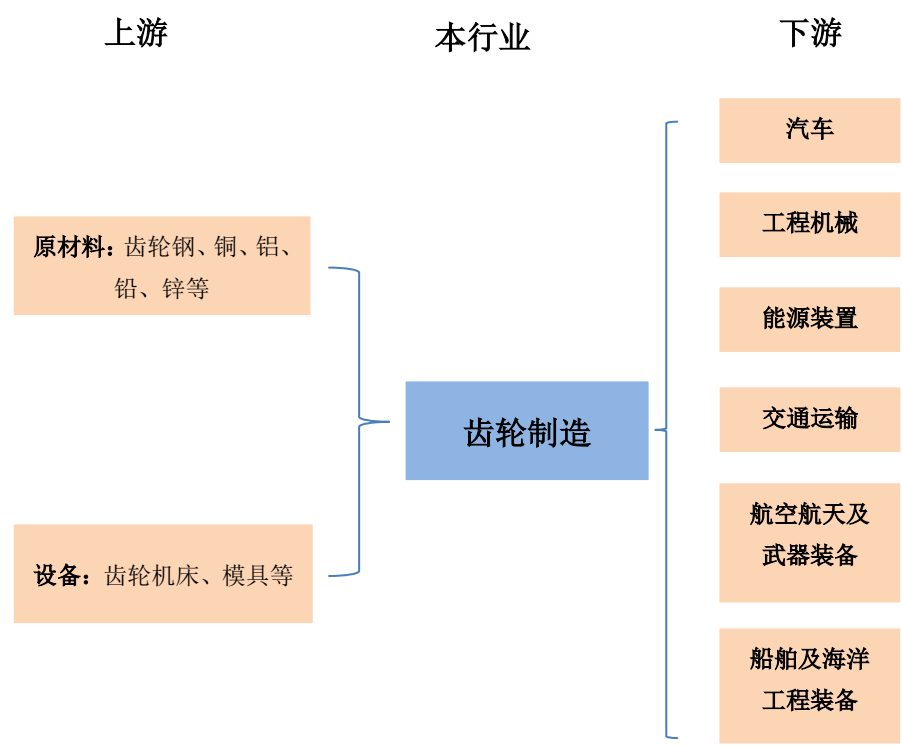 上游
本行业
下游
原材料：齿轮钢、铜、铝、
铅、锌等
设备：齿轮机床、模具等
齿轮制造
汽车
工程机械
能源装置
交通运输
航空航天及
武器装备
船舶及海洋
工程装备